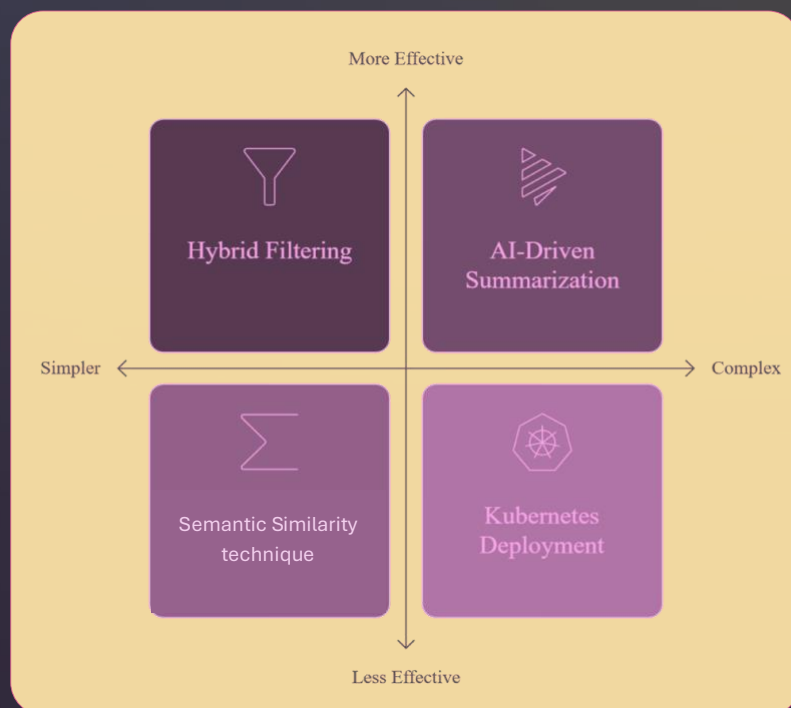 More Effective
Hybrid Filtering
AI-Driven
Summarization
Simpler
Complex
Semantic Similarity
technique
Kubernetes
Deployment
Less Effective